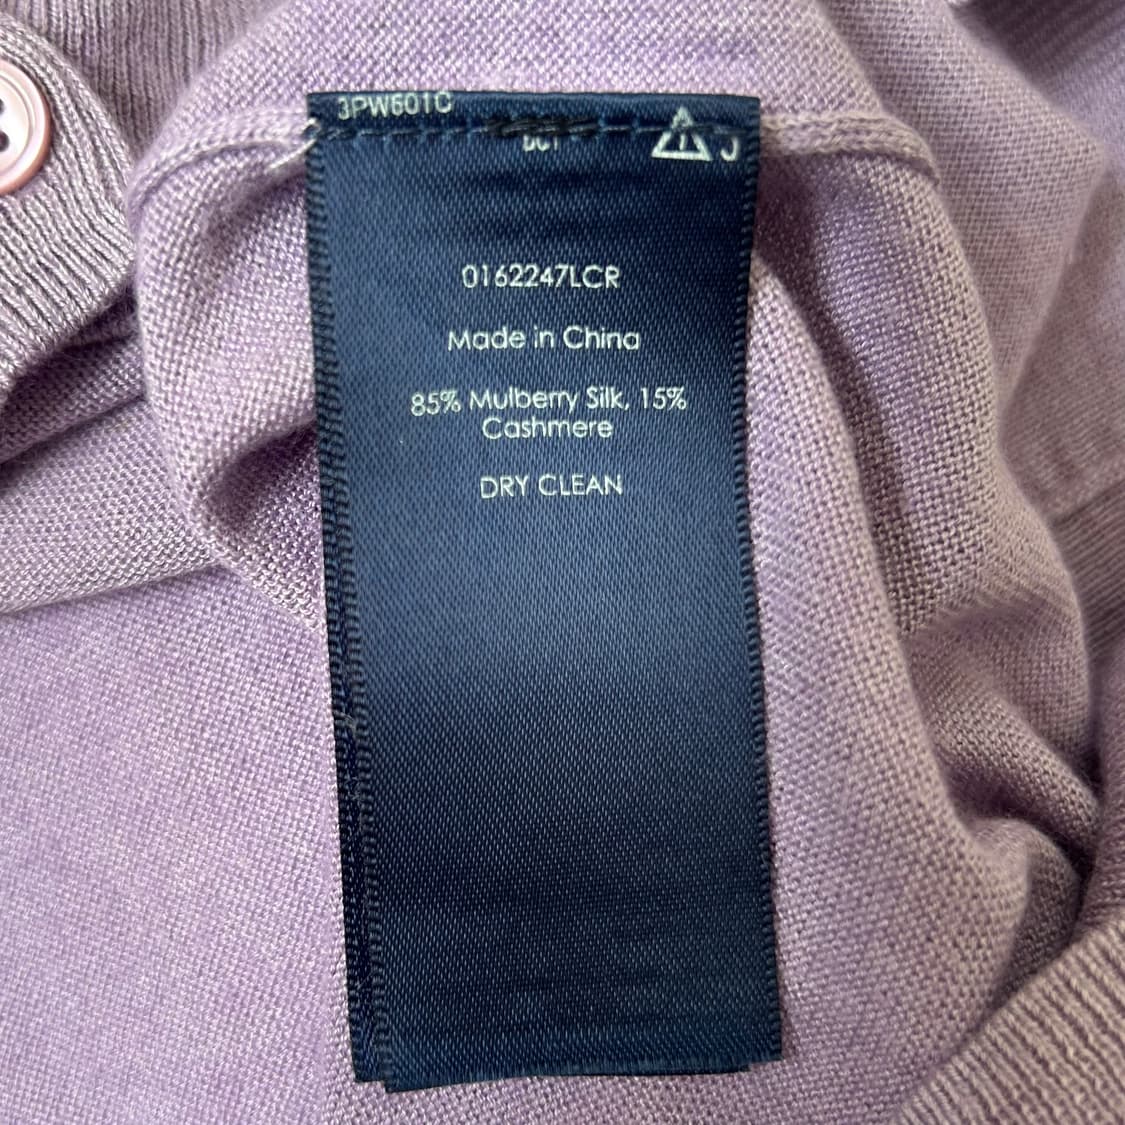 3PW601C
J
0162247LCR
Made in China
85% Mulberry Silk, 15%
Cashmere
DRY CLEAN